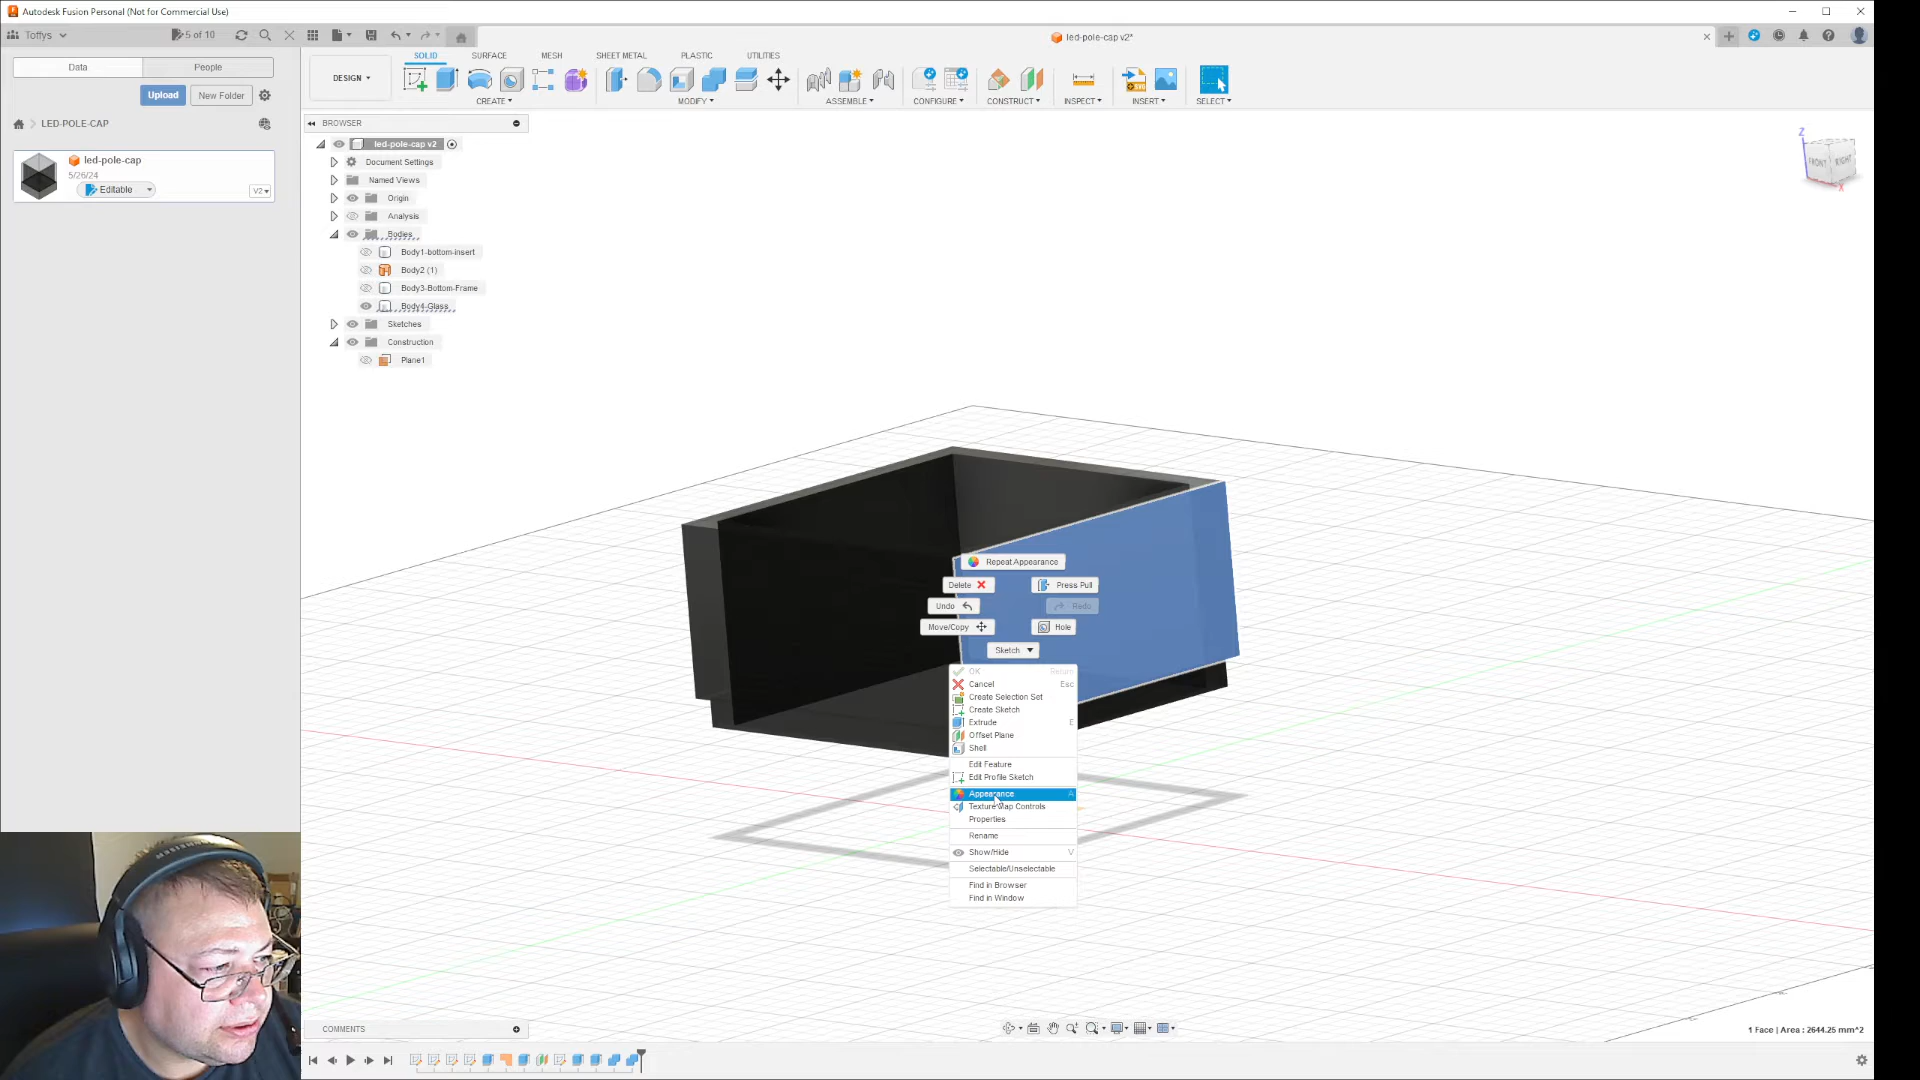 Autodesk Fusion Personal (Not for Commercial Use)
Toffys
5 of 10
led-pole-cap v2*
Data
People
Upload
New Folder
LED-POLE-CAP
led-pole-cap
5/26/24
Editable
V2
DESIGN
SOLID
SURFACE
MESH
SHEET METAL
PLASTIC
UTILITIES
CREATE
MODIFY
ASSEMBLE
CONFIGURE
CONSTRUCT
INSPECT
INSERT
SELECT
BROWSER
led-pole-cap v2
Document Settings
Named Views
Origin
Analysis
Bodies
Body1-bottom-insert
Body2 (1)
Body3-Bottom-Frame
Body4-Glass
Sketches
Construction
Plane1
Z
FRONT
RIGHT
X
Repeat Appearance
Delete
Press Pull
Undo
Redo
Move/Copy
Hole
Sketch
OK Return
Cancel Esc
Create Selection Set
Create Sketch
Extrude E
Offset Plane
Shell
Edit Feature
Edit Profile Sketch
Appearance A
Texture Map Controls
Properties
Rename
Show/Hide V
Selectable/Unselectable
Find in Browser
Find in Window
COMMENTS
1 Face | Area : 2644.25 mm^2